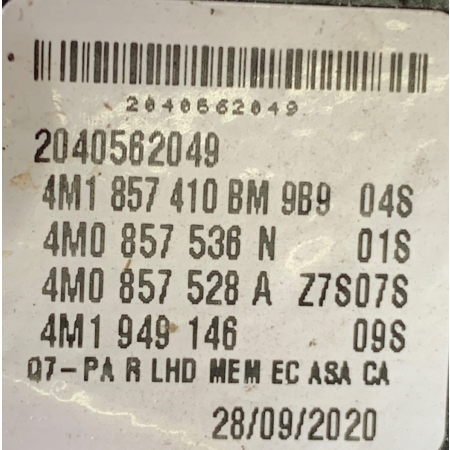 2040562049
2040562049
4M1 857 410 BM 9B9 04S
4M0 857 536 N 01S
4M0 857 528 A Z7S07S
4M1 949 146 09S
Q7-PA R LHD MEM EC ASA CA
28/09/2020